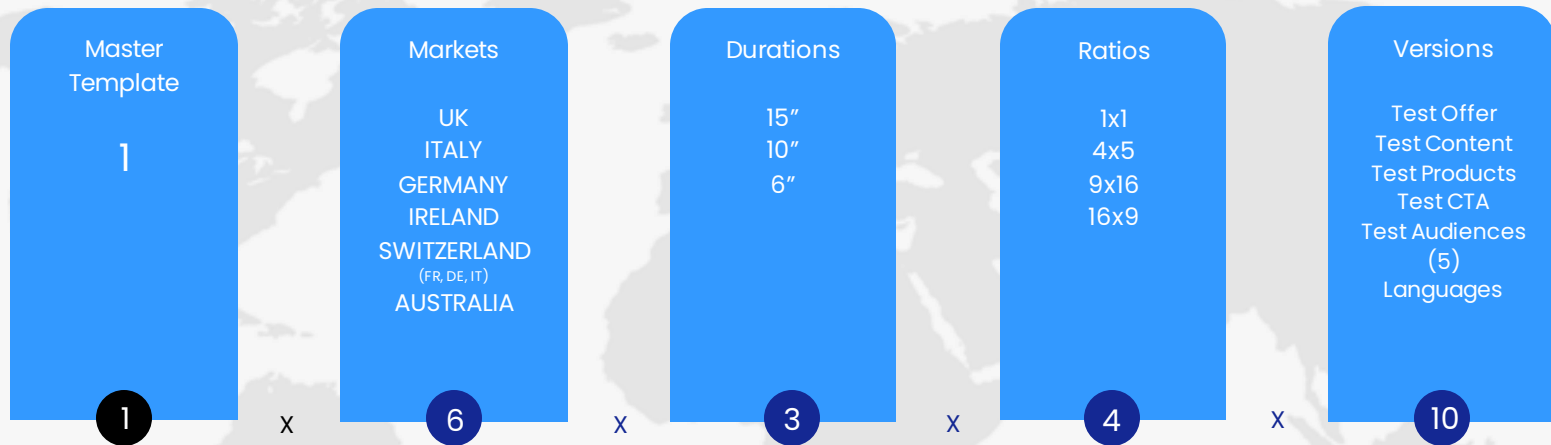 Master
Template
1
1
x
Markets
UK
ITALY
GERMANY
IRELAND
SWITZERLAND
(FR, DE, IT)
AUSTRALIA
6
x
Durations
15”
10”
6”
3
x
Ratios
1x1
4x5
9x16
16x9
4
x
Versions
Test Offer
Test Content
Test Products
Test CTA
Test Audiences
(5)
Languages
10